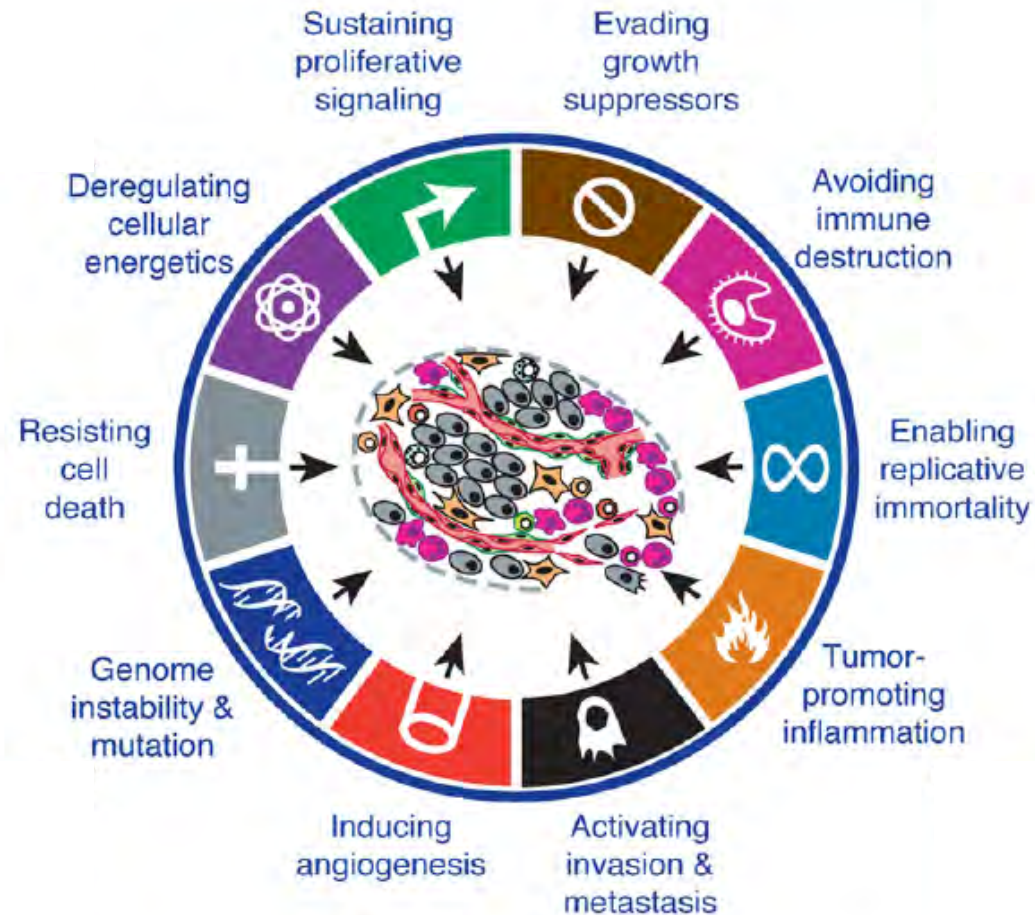 Sustaining
proliferative
signaling
Evading
growth
suppressors
Deregulating
cellular
energetics
Avoiding
immune
destruction
Resisting
cell
death
Enabling
replicative
immortality
Genome
instability &
mutation
Tumor-
promoting
inflammation
Inducing
angiogenesis
Activating
invasion &
metastasis